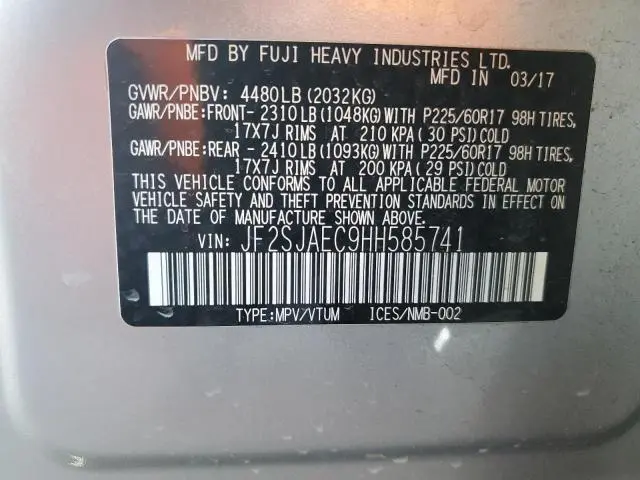 MFD BY FUJI HEAVY INDUSTRIES LTD.
MFD IN 03/17
GVWR/PNBV: 4480LB(2032KG)
GAWR/PNBE:FRONT- 2310LB(1048KG)WITH P225/60R17 98H TIRES,
17X7J RIMS AT 210 KPA(30 PSI)COLD
GAWR/PNBE:REAR - 2410LB(1093KG)WITH P225/60R17 98H TIRES,
17X7J RIMS AT 200 KPA(29 PSI)COLD
THIS VEHICLE CONFORMS TO ALL APPLICABLE FEDERAL MOTOR
VEHICLE SAFETY AND THEFT PREVENTION STANDARDS IN EFFECT
ON THE DATE OF MANUFACTURE SHOWN ABOVE.
VIN: JF2SJAEC9HH585741
TYPE:MPV/VTUM ICES/NMB-002